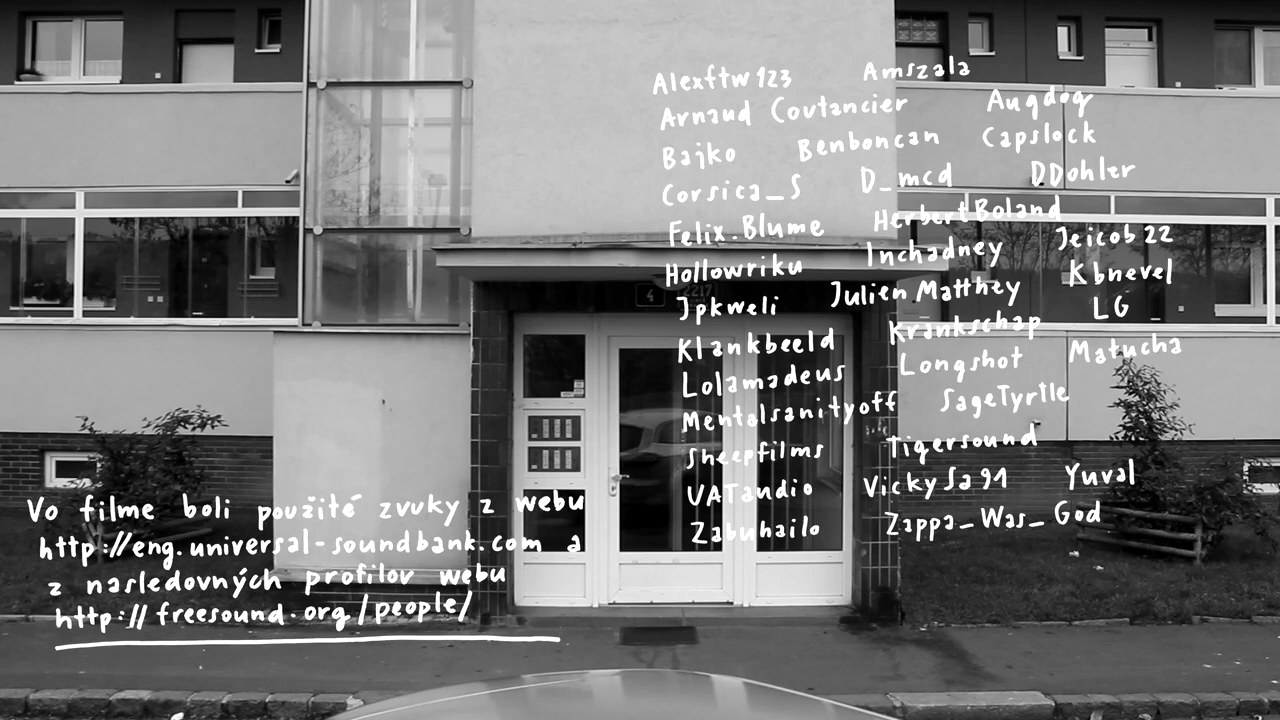 Alexftw123 Amszala
Arnaud Coutancier Augdog
Bajko Benboncan Capslock
Corsica_S D_mcd DDohler
Felix.Blume HerbertBoland
Hollowriku Inchadney Jeicob22
Jpkweli Julien Matthey Kbnevel
Klankbeeld Krankschap LG
Lolamadeus Longshot Matucha
Mentalsanityoff SageTyrtle
Sheepfilms Tigersound
UATaudio VickySa91 Yuval
Zabuhailo Zappa_Was_God
4 2217
Vo filme boli použité zvuky z webu
http://eng.universal-soundbank.com a
z nasledovných profilov webu
http://freesound.org/people/